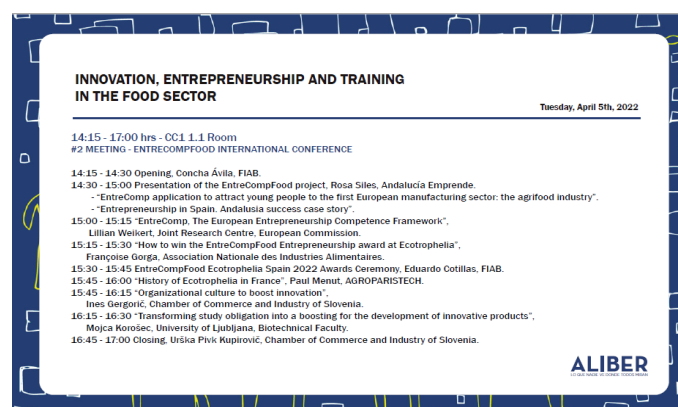 INNOVATION, ENTREPRENEURSHIP AND TRAINING
IN THE FOOD SECTOR
Tuesday, April 5th, 2022
14:15 - 17:00 hrs - CC1 1.1 Room
#2 MEETING - ENTRECOMPFOOD INTERNATIONAL CONFERENCE
14:15 - 14:30 Opening, Concha Ávila, FIAB.
14:30 - 15:00 Presentation of the EntreCompFood project, Rosa Siles, Andalucía Emprende.
- “EntreComp application to attract young people to the first European manufacturing sector: the agrifood industry”.
- “Entrepreneurship in Spain. Andalusia success case story”.
15:00 - 15:15 “EntreComp, The European Entrepreneurship Competence Framework”,
Lillian Weikert, Joint Research Centre, European Commission.
15:15 - 15:30 “How to win the EntreCompFood Entrepreneurship award at Ecotrophelia”,
Françoise Gorga, Association Nationale des Industries Alimentaires.
15:30 - 15:45 EntreCompFood Ecotrophelia Spain 2022 Awards Ceremony, Eduardo Cotillas, FIAB.
15:45 - 16:00 “History of Ecotrophelia in France”, Paul Menut, AGROPARISTECH.
15:45 - 16:15 “Organizational culture to boost innovation”,
Ines Gergorič, Chamber of Commerce and Industry of Slovenia.
16:15 - 16:30 “Transforming study obligation into a boosting for the development of innovative products”,
Mojca Korošec, University of Ljubljana, Biotechnical Faculty.
16:45 - 17:00 Closing, Urška Pivk Kupirovič, Chamber of Commerce and Industry of Slovenia.
ALIBER